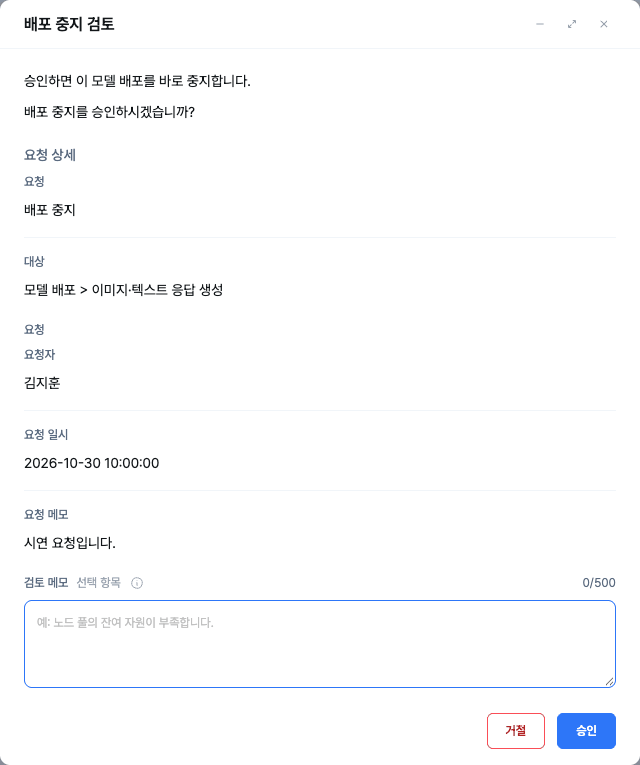 배포 중지 검토
승인하면 이 모델 배포를 바로 중지합니다.
배포 중지를 승인하시겠습니까?
요청 상세
요청
배포 중지
대상
모델 배포 > 이미지·텍스트 응답 생성
요청
요청자
김지훈
요청 일시
2026-10-30 10:00:00
요청 메모
시연 요청입니다.
검토 메모 선택 항목 0/500
예: 노드 풀의 잔여 자원이 부족합니다.
거절 승인